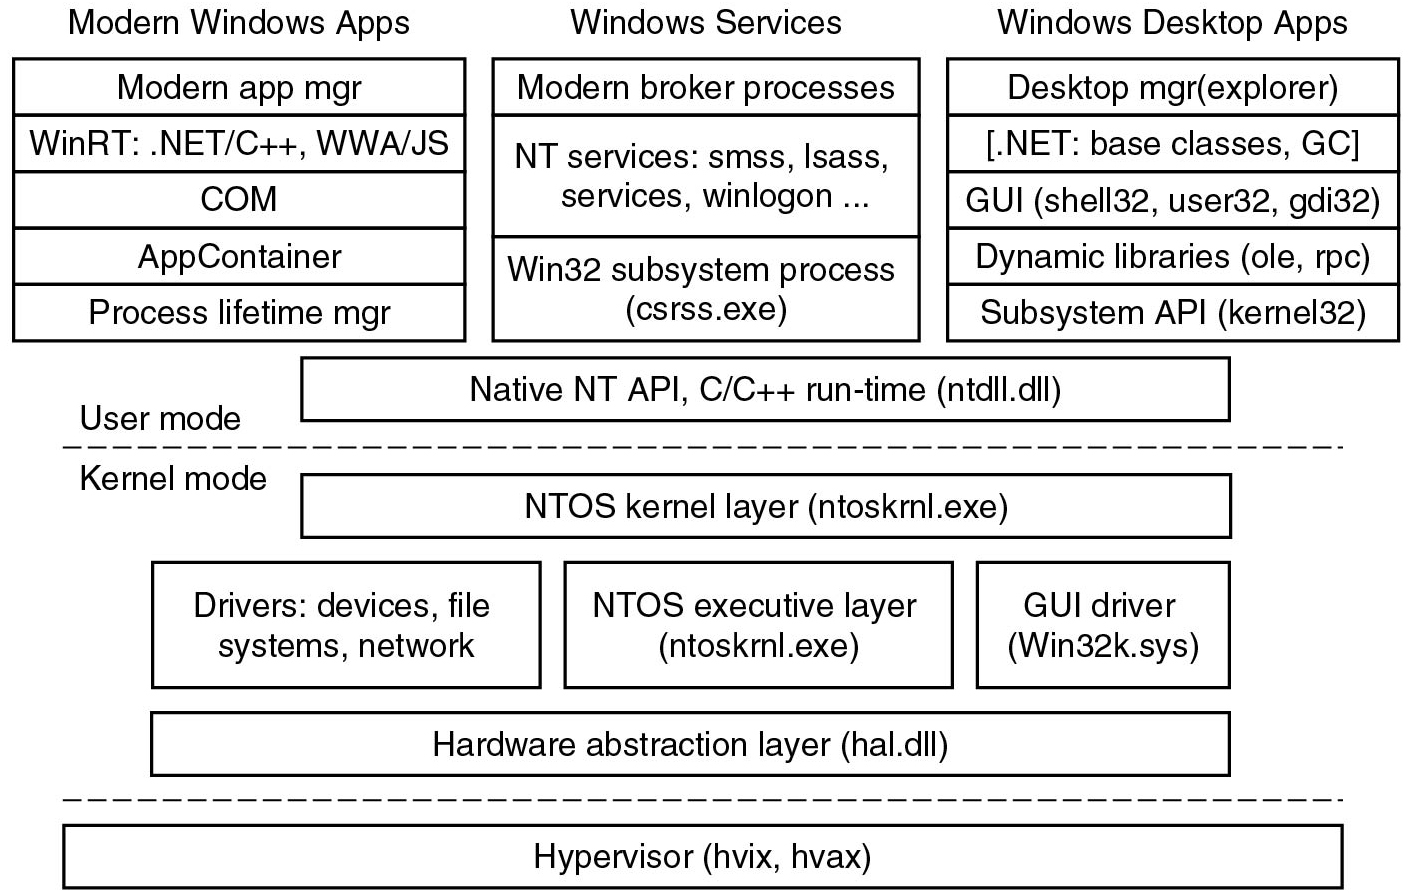 Modern Windows Apps
Modern app mgr
WinRT: .NET/C++, WWA/JS
COM
AppContainer
Process lifetime mgr
Windows Services
Modern broker processes
NT services: smss, lsass,
services, winlogon ...
Win32 subsystem process
(csrss.exe)
Windows Desktop Apps
Desktop mgr(explorer)
[.NET: base classes, GC]
GUI (shell32, user32, gdi32)
Dynamic libraries (ole, rpc)
Subsystem API (kernel32)
Native NT API, C/C++ run-time (ntdll.dll)
User mode
Kernel mode
NTOS kernel layer (ntoskrnl.exe)
Drivers: devices, file
systems, network
NTOS executive layer
(ntoskrnl.exe)
GUI driver
(Win32k.sys)
Hardware abstraction layer (hal.dll)
Hypervisor (hvix, hvax)